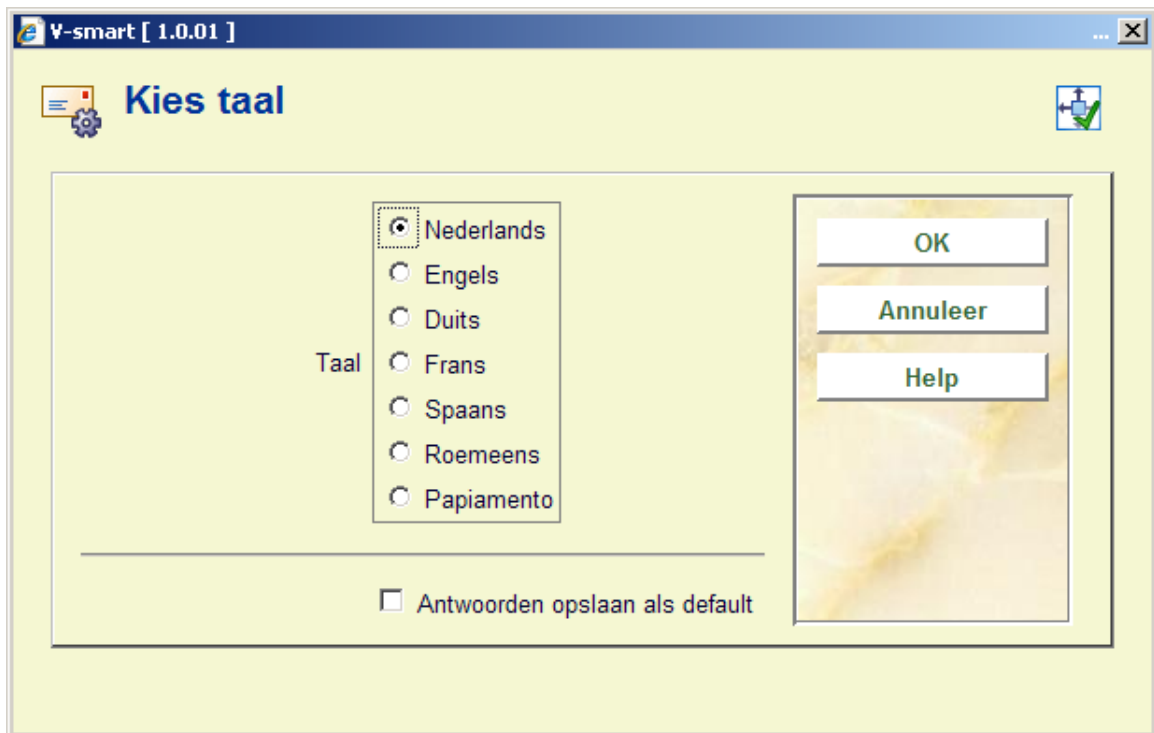 V-smart [ 1.0.01 ] ...
Kies taal
Taal
Nederlands
Engels
Duits
Frans
Spaans
Roemeens
Papiamento
Antwoorden opslaan als default
OK
Annuleer
Help